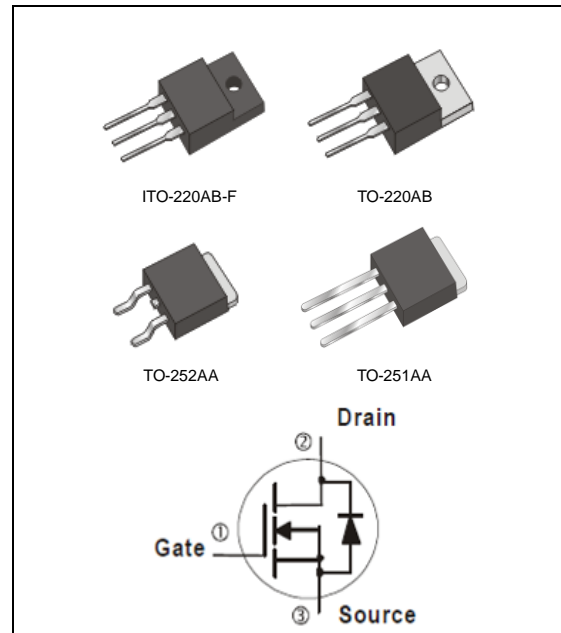 ITO-220AB-F
TO-220AB
TO-252AA
TO-251AA
Drain
②
①
Gate
③
Source